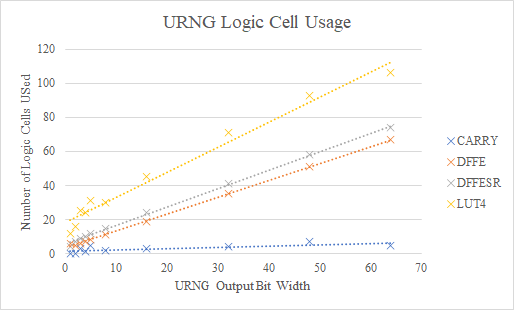 URNG Logic Cell Usage
Number of Logic Cells USed
120
100
80
60
40
20
0
0 10 20 30 40 50 60 70
URNG Output Bit Width
CARRY
DFFE
DFFESR
LUT4